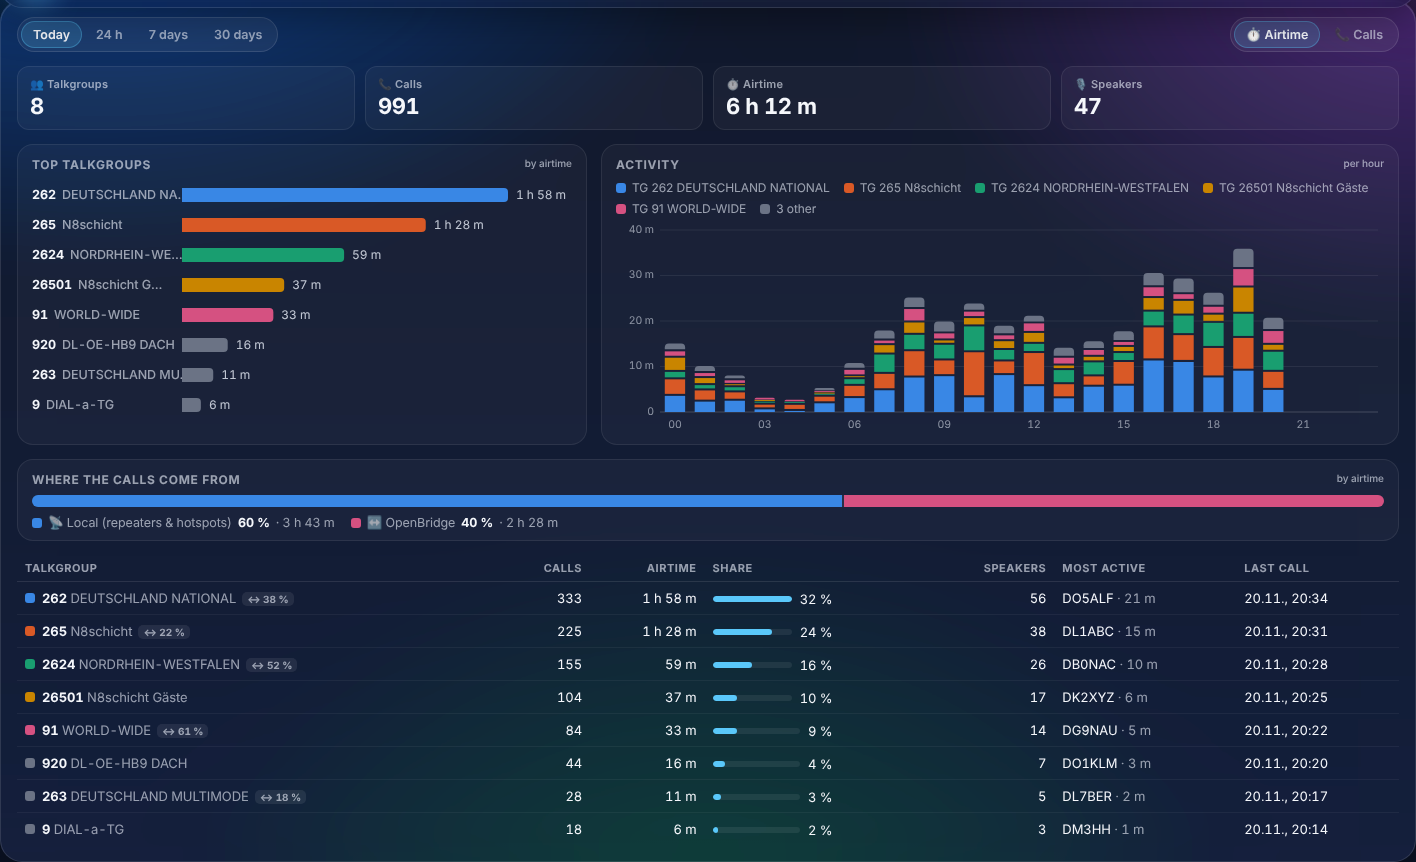 Today 24 h 7 days 30 days ⏱️ Airtime 📞 Calls
👥 Talkgroups
8
📞 Calls
991
⏱️ Airtime
6 h 12 m
🎙️ Speakers
47
TOP TALKGROUPS by airtime
262 DEUTSCHLAND NA… 1 h 58 m
265 N8schicht 1 h 28 m
2624 NORDRHEIN-WE… 59 m
26501 N8schicht G… 37 m
91 WORLD-WIDE 33 m
920 DL-OE-HB9 DACH 16 m
263 DEUTSCHLAND MU… 11 m
9 DIAL-a-TG 6 m
ACTIVITY per hour
TG 262 DEUTSCHLAND NATIONAL TG 265 N8schicht TG 2624 NORDRHEIN-WESTFALEN TG 26501 N8schicht Gäste
TG 91 WORLD-WIDE 3 other
40 m
30 m
20 m
10 m
0
00 03 06 09 12 15 18 21
WHERE THE CALLS COME FROM by airtime
📡 Local (repeaters & hotspots) 60 % · 3 h 43 m ↔️ OpenBridge 40 % · 2 h 28 m
TALKGROUP CALLS AIRTIME SHARE SPEAKERS MOST ACTIVE LAST CALL
262 DEUTSCHLAND NATIONAL ↔ 38 % 333 1 h 58 m 32 % 56 DO5ALF · 21 m 20.11., 20:34
265 N8schicht ↔ 22 % 225 1 h 28 m 24 % 38 DL1ABC · 15 m 20.11., 20:31
2624 NORDRHEIN-WESTFALEN ↔ 52 % 155 59 m 16 % 26 DB0NAC · 10 m 20.11., 20:28
26501 N8schicht Gäste 104 37 m 10 % 17 DK2XYZ · 6 m 20.11., 20:25
91 WORLD-WIDE ↔ 61 % 84 33 m 9 % 14 DG9NAU · 5 m 20.11., 20:22
920 DL-OE-HB9 DACH 44 16 m 4 % 7 DO1KLM · 3 m 20.11., 20:20
263 DEUTSCHLAND MULTIMODE ↔ 18 % 28 11 m 3 % 5 DL7BER · 2 m 20.11., 20:17
9 DIAL-a-TG 18 6 m 2 % 3 DM3HH · 1 m 20.11., 20:14